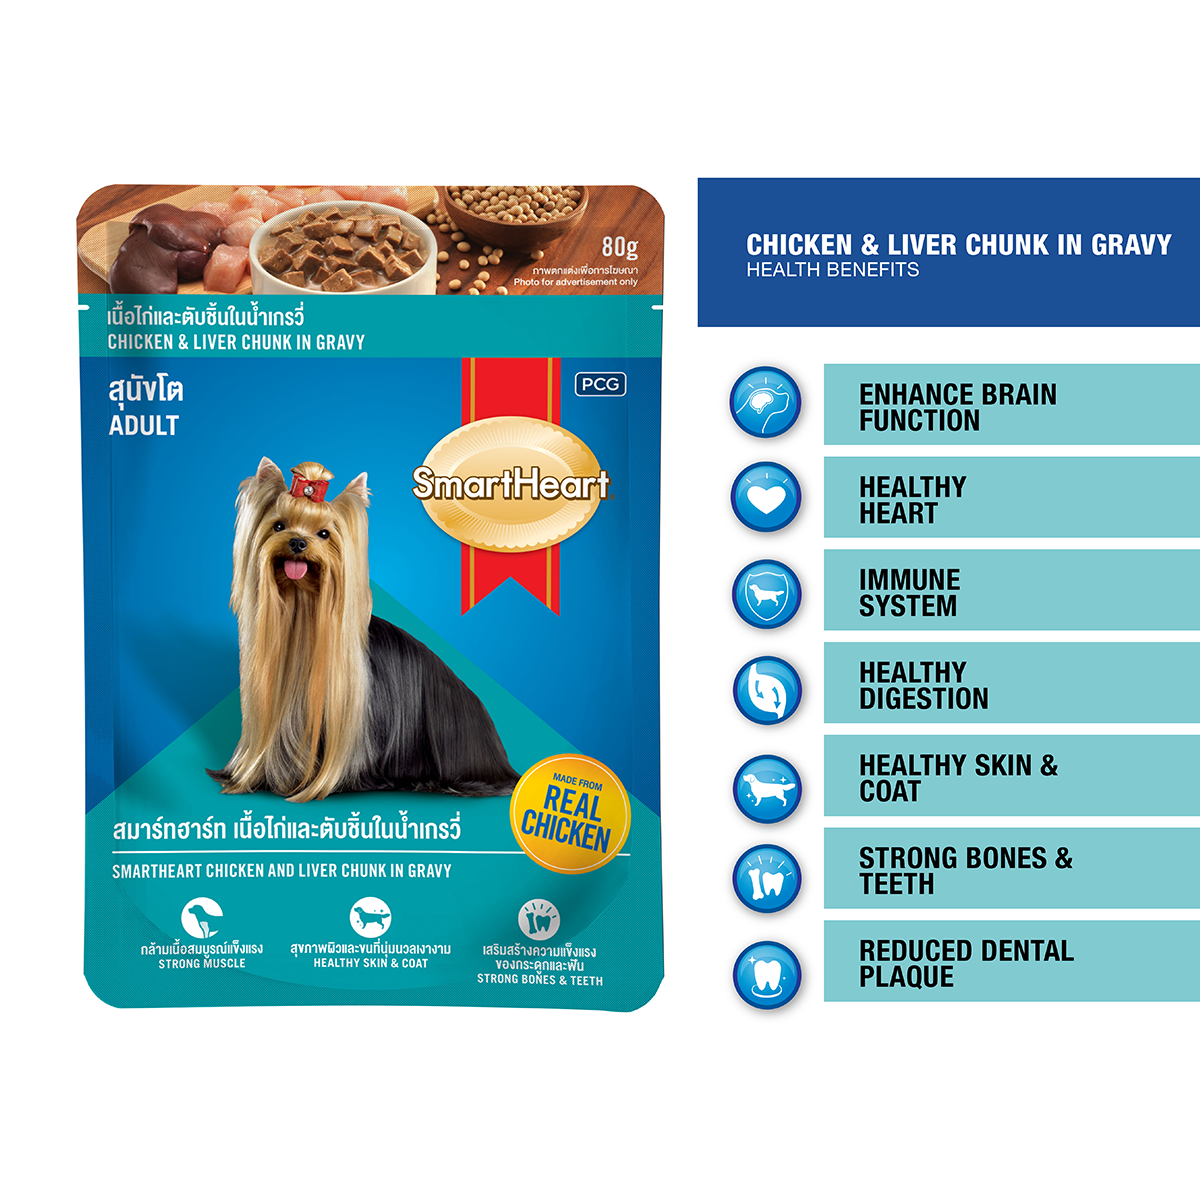 80g
ภาพตกแต่งเพื่อการโฆษณา
Photo for advertisement only
เนื้อไก่และตับชิ้นในน้ำเกรวี่
CHICKEN & LIVER CHUNK IN GRAVY
สุนัขโต
ADULT
PCG
SmartHeart
MADE FROM
REAL
CHICKEN
สมาร์ทฮาร์ท เนื้อไก่และตับชิ้นในน้ำเกรวี่
SMARTHEART CHICKEN AND LIVER CHUNK IN GRAVY
กล้ามเนื้อสมบูรณ์แข็งแรง
STRONG MUSCLE
สุขภาพผิวและขนที่นุ่มนวลเงางาม
HEALTHY SKIN & COAT
เสริมสร้างความแข็งแรง
ของกระดูกและฟัน
STRONG BONES & TEETH
CHICKEN & LIVER CHUNK IN GRAVY
HEALTH BENEFITS
ENHANCE BRAIN
FUNCTION
HEALTHY
HEART
IMMUNE
SYSTEM
HEALTHY
DIGESTION
HEALTHY SKIN &
COAT
STRONG BONES &
TEETH
REDUCED DENTAL
PLAQUE